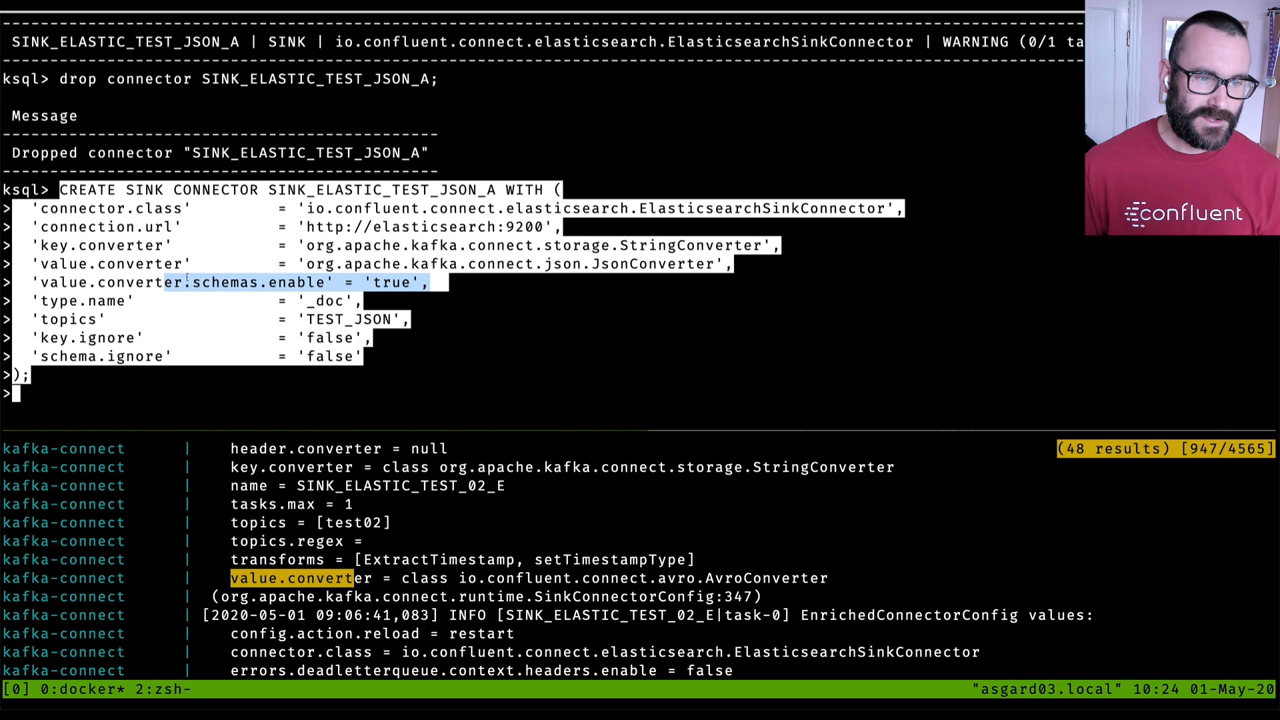 SINK_ELASTIC_TEST_JSON_A | SINK | io.confluent.connect.elasticsearch.ElasticsearchSinkConnector | WARNING (0/1 ta
----------------------------------------------------------------
ksql> drop connector SINK_ELASTIC_TEST_JSON_A;
Message
----------------------------------------------------
Dropped connector "SINK_ELASTIC_TEST_JSON_A"
----------------------------------------------------
ksql> CREATE SINK CONNECTOR SINK_ELASTIC_TEST_JSON_A WITH (
> 'connector.class' = 'io.confluent.connect.elasticsearch.ElasticsearchSinkConnector',
> 'connection.url' = 'http://elasticsearch:9200',
> 'key.converter' = 'org.apache.kafka.connect.storage.StringConverter',
> 'value.converter' = 'org.apache.kafka.connect.json.JsonConverter',
> 'value.converter.schemas.enable' = 'true',
> 'type.name' = '_doc',
> 'topics' = 'TEST_JSON',
> 'key.ignore' = 'false',
> 'schema.ignore' = 'false'
>);
>
confluent
kafka-connect | header.converter = null (48 results) [947/4565]
kafka-connect | key.converter = class org.apache.kafka.connect.storage.StringConverter
kafka-connect | name = SINK_ELASTIC_TEST_02_E
kafka-connect | tasks.max = 1
kafka-connect | topics = [test02]
kafka-connect | topics.regex =
kafka-connect | transforms = [ExtractTimestamp, setTimestampType]
kafka-connect | value.converter = class io.confluent.connect.avro.AvroConverter
kafka-connect | (org.apache.kafka.connect.runtime.SinkConnectorConfig:347)
kafka-connect | [2020-05-01 09:06:41,083] INFO [SINK_ELASTIC_TEST_02_E|task-0] EnrichedConnectorConfig values:
kafka-connect | config.action.reload = restart
kafka-connect | connector.class = io.confluent.connect.elasticsearch.ElasticsearchSinkConnector
kafka-connect | errors.deadletterqueue.context.headers.enable = false
[0] 0:docker* 2:zsh- "asgard03.local" 10:24 01-May-20